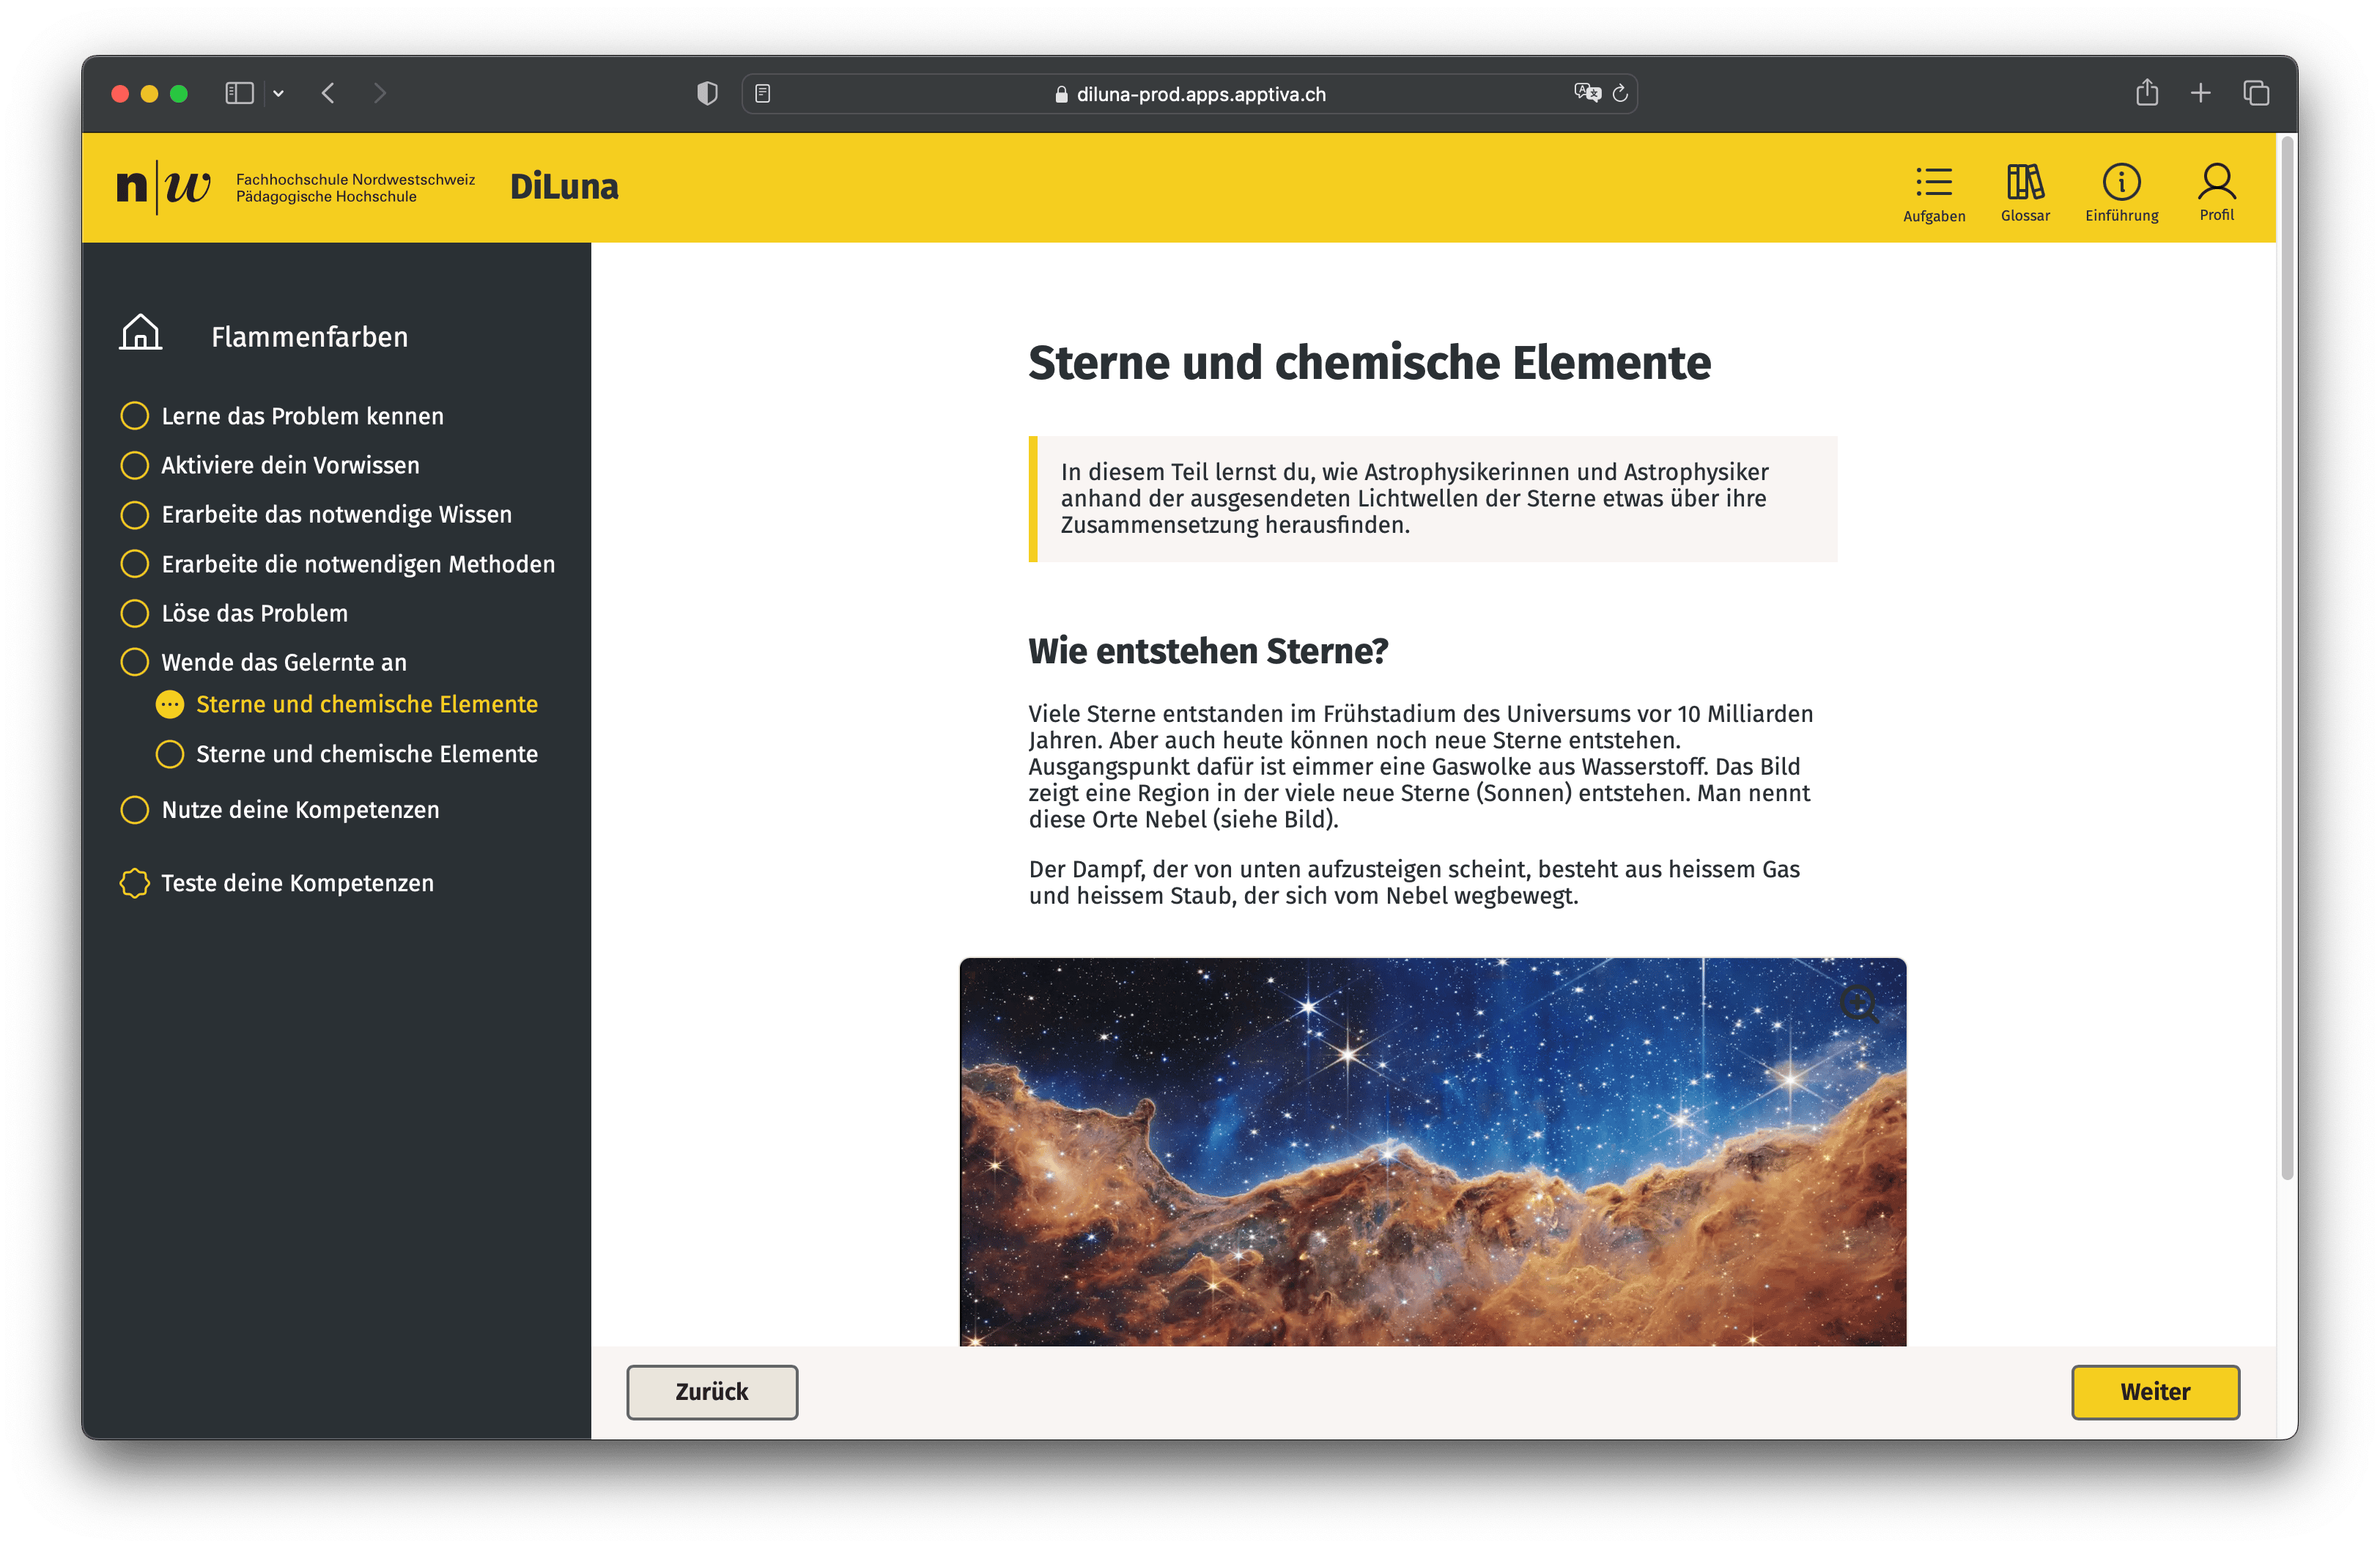 diluna-prod.apps.apptiva.ch
n|w
Fachhochschule Nordwestschweiz
Pädagogische Hochschule
DiLuna
Aufgaben
Glossar
Einführung
Profil
Flammenfarben
Lerne das Problem kennen
Aktiviere dein Vorwissen
Erarbeite das notwendige Wissen
Erarbeite die notwendigen Methoden
Löse das Problem
Wende das Gelernte an
Sterne und chemische Elemente
Sterne und chemische Elemente
Nutze deine Kompetenzen
Teste deine Kompetenzen
Sterne und chemische Elemente
In diesem Teil lernst du, wie Astrophysikerinnen und Astrophysiker
anhand der ausgesendeten Lichtwellen der Sterne etwas über ihre
Zusammensetzung herausfinden.
Wie entstehen Sterne?
Viele Sterne entstanden im Frühstadium des Universums vor 10 Milliarden
Jahren. Aber auch heute können noch neue Sterne entstehen.
Ausgangspunkt dafür ist eimmer eine Gaswolke aus Wasserstoff. Das Bild
zeigt eine Region in der viele neue Sterne (Sonnen) entstehen. Man nennt
diese Orte Nebel (siehe Bild).
Der Dampf, der von unten aufzusteigen scheint, besteht aus heissem Gas
und heissem Staub, der sich vom Nebel wegbewegt.
Zurück
Weiter